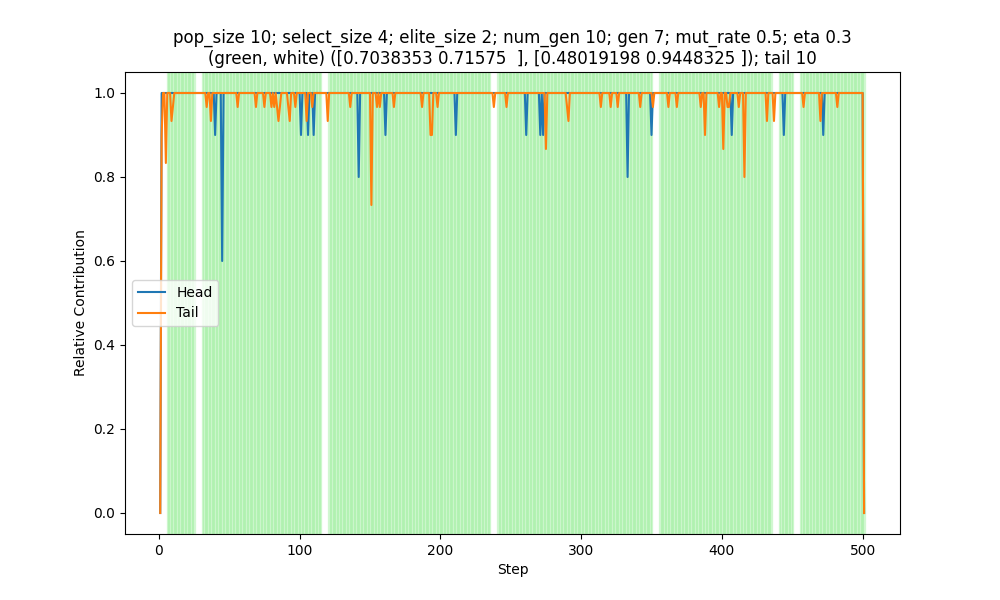 pop_size 10; select_size 4; elite_size 2; num_gen 10; gen 7; mut_rate 0.5; eta 0.3
(green, white) ([0.7038353 0.71575  ], [0.48019198 0.9448325 ]); tail 10
1.0
0.8
0.6
0.4
0.2
0.0
Relative Contribution
Head
Tail
0
100
200
300
400
500
Step